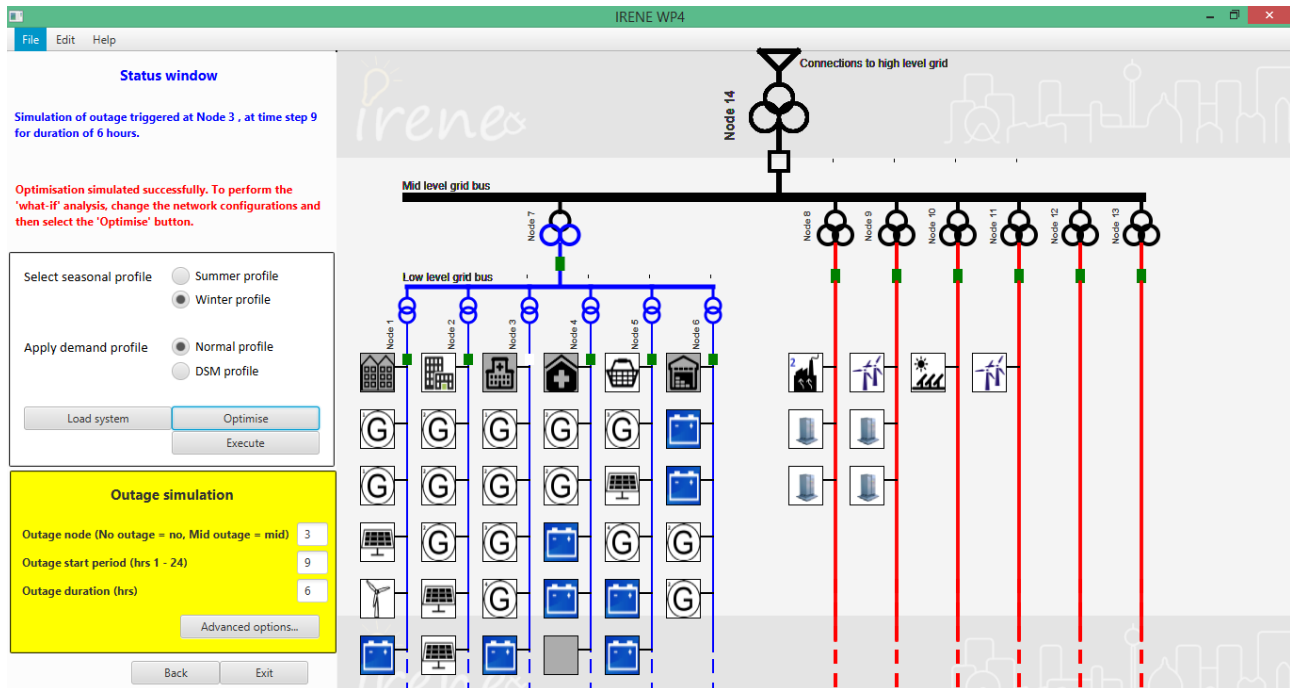 IRENE WP4
File Edit Help
Status window
Simulation of outage triggered at Node 3 , at time step 9
for duration of 6 hours.
Optimisation simulated successfully. To perform the
'what-if' analysis, change the network configurations and
then select the 'Optimise' button.
Select seasonal profile
Summer profile
Winter profile
Apply demand profile
Normal profile
DSM profile
Load system
Optimise
Execute
Outage simulation
Outage node (No outage = no, Mid outage = mid) 3
Outage start period (hrs 1 - 24) 9
Outage duration (hrs) 6
Advanced options...
Back
Exit
Irene
Connections to high level grid
Node 14
Mid level grid bus
Node 7
Node 8
Node 9
Node 10
Node 11
Node 12
Node 13
Low level grid bus
Node 1
Node 2
Node 3
Node 4
Node 5
Node 6
2
G G G G G
G G G G
G G G G
G G
Irene